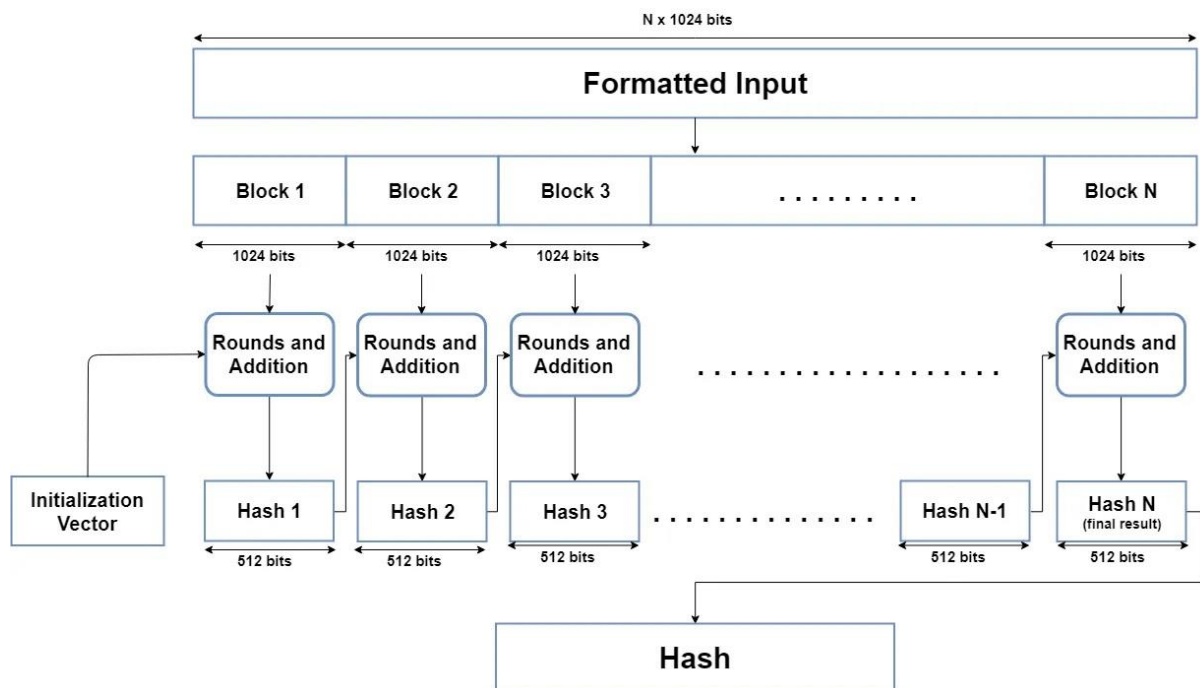 N x 1024 bits
Formatted Input
Block 1
Block 2
Block 3
. . . . . . . . .
Block N
1024 bits
1024 bits
1024 bits
1024 bits
Rounds and
Addition
Rounds and
Addition
Rounds and
Addition
. . . . . . . . . . . . . . . . . . . .
Rounds and
Addition
Initialization
Vector
Hash 1
Hash 2
Hash 3
. . . . . . . . . . . . . .
Hash N-1
Hash N
(final result)
512 bits
512 bits
512 bits
512 bits
512 bits
Hash